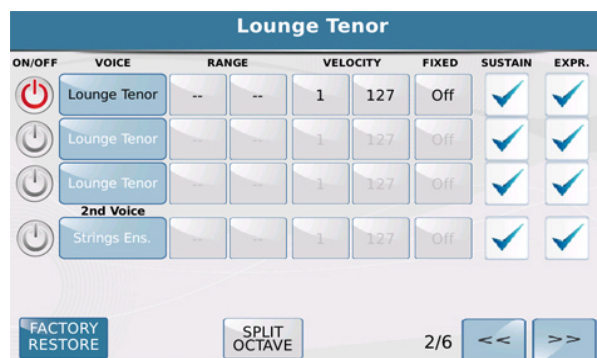 Lounge Tenor
ON/OFF VOICE RANGE VELOCITY FIXED SUSTAIN EXPR.
Lounge Tenor -- -- 1 127 Off
Lounge Tenor -- -- 1 127 Off
Lounge Tenor -- -- 1 127 Off
2nd Voice
Strings Ens. -- -- 1 127 Off
FACTORY RESTORE SPLIT OCTAVE 2/6 << >>